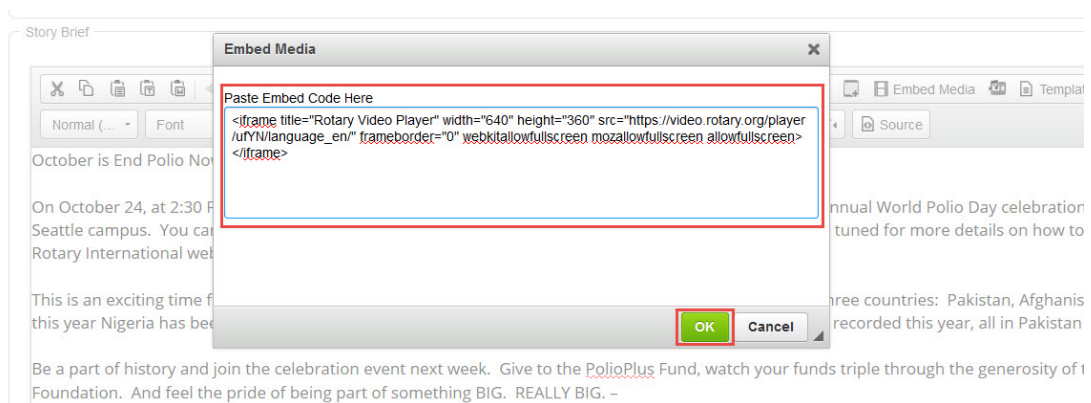 Story Brief
Embed Media
Embed Media
Normal (...
Font
Source
Paste Embed Code Here
<iframe title="Rotary Video Player" width="640" height="360" src="https://video.rotary.org/player
/ufYN/language_en/" frameborder="0" webkitallowfullscreen mozallowfullscreen allowfullscreen>
</iframe>
October is End Polio
On October 24, at 2:30 nnual World Polio Day celebration
Seattle campus. You tuned for more details on how to
Rotary International
This is an exciting time hree countries: Pakistan,
this year Nigeria has recorded this year, all in Pakistan
OK
Cancel
Be a part of history and join the celebration event next week. Give to the PolioPlus Fund, watch your funds triple through the generosity of
Foundation. And feel the pride of being part of something BIG. REALLY BIG. –